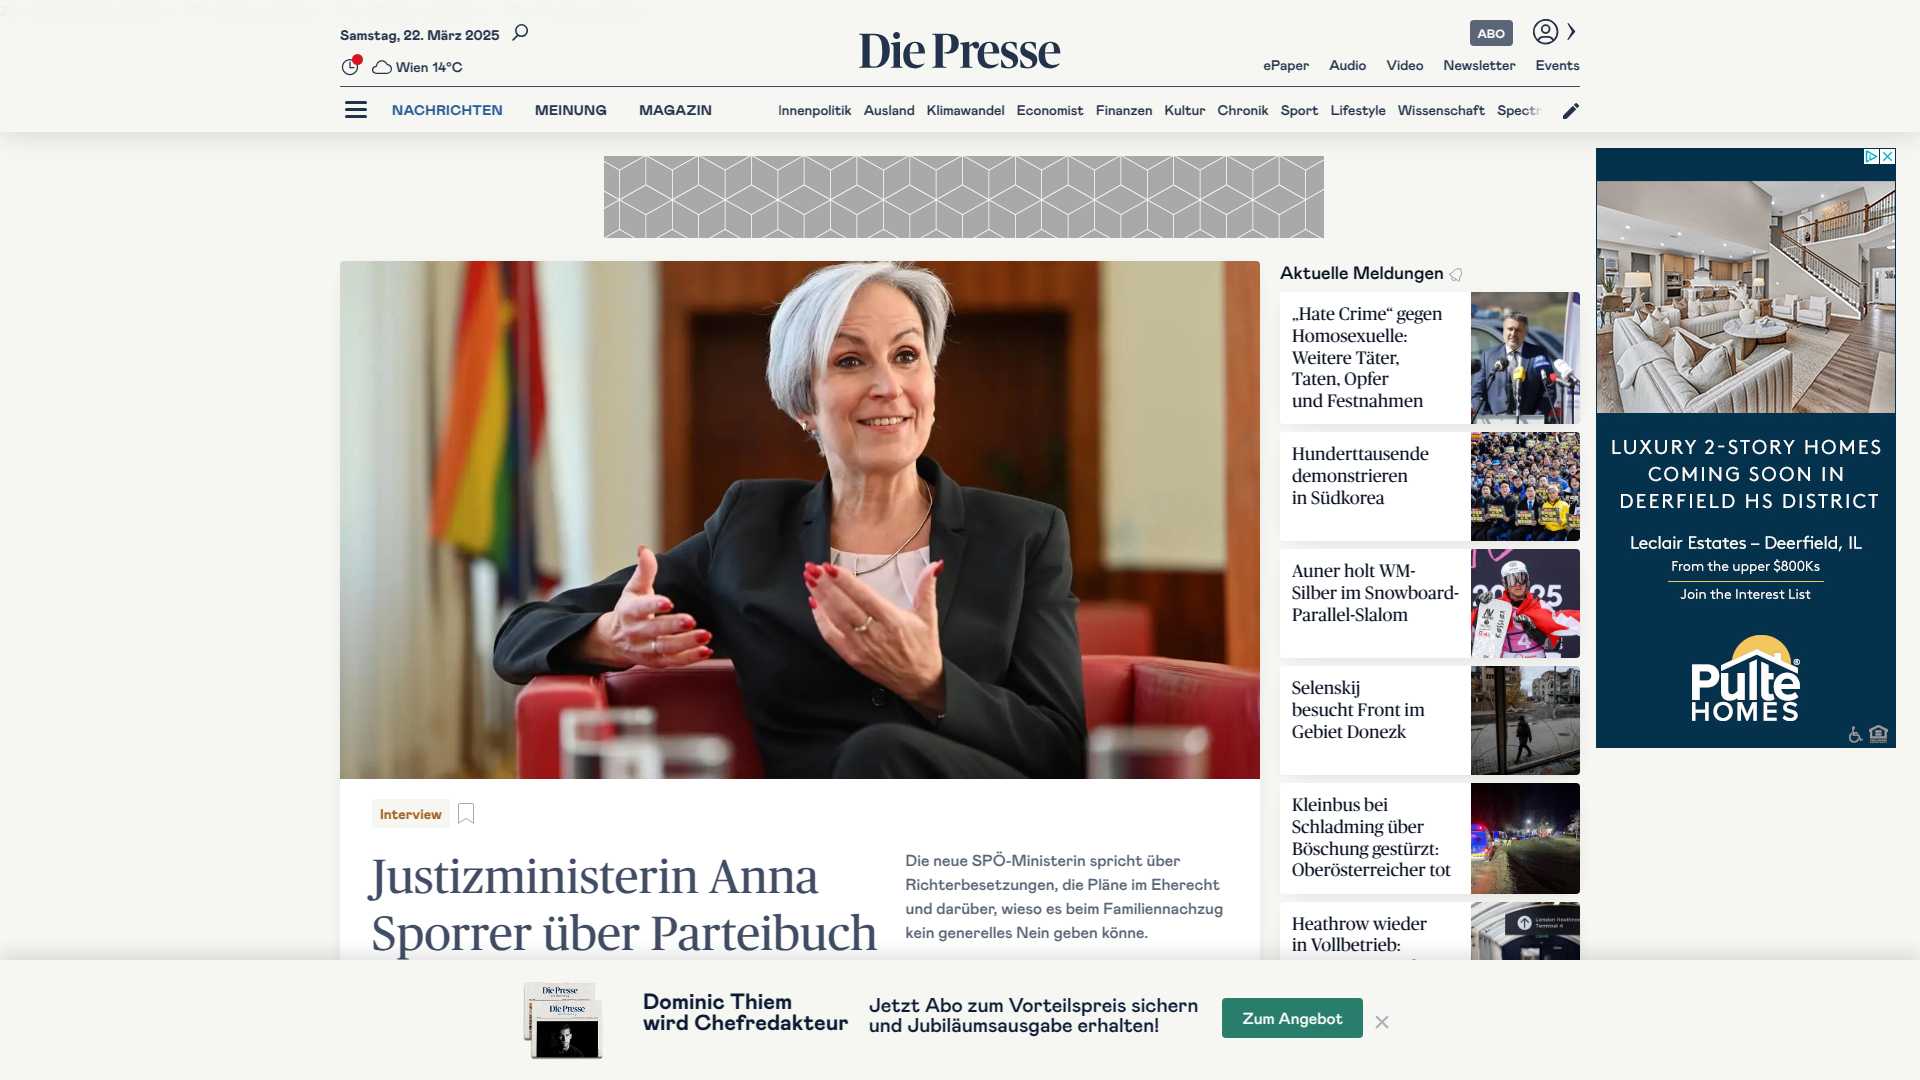 Samstag, 22. März 2025
Wien 14°C
Die Presse
ABO
ePaper Audio Video Newsletter Events
NACHRICHTEN MEINUNG MAGAZIN
Innenpolitik Ausland Klimawandel Economist Finanzen Kultur Chronik Sport Lifestyle Wissenschaft Spectr
Interview
Justizministerin Anna
Sporrer über Parteibuch
Die neue SPÖ-Ministerin spricht über
Richterbesetzungen, die Pläne im Eherecht
und darüber, wieso es beim Familiennachzug
kein generelles Nein geben könne.
Aktuelle Meldungen
„Hate Crime“ gegen
Homosexuelle:
Weitere Täter,
Taten, Opfer
und Festnahmen
Hunderttausende
demonstrieren
in Südkorea
Auner holt WM-
Silber im Snowboard-
Parallel-Slalom
Selenskij
besucht Front im
Gebiet Donezk
Kleinbus bei
Schladming über
Böschung gestürzt:
Oberösterreicher tot
Heathrow wieder
in Vollbetrieb:
LUXURY 2-STORY HOMES
COMING SOON IN
DEERFIELD HS DISTRICT
Leclair Estates – Deerfield, IL
From the upper $800Ks
Join the Interest List
Pulte®
HOMES
Die Presse
Die Presse
Dominic Thiem
wird Chefredakteur
Jetzt Abo zum Vorteilspreis sichern
und Jubiläumsausgabe erhalten!
Zum Angebot